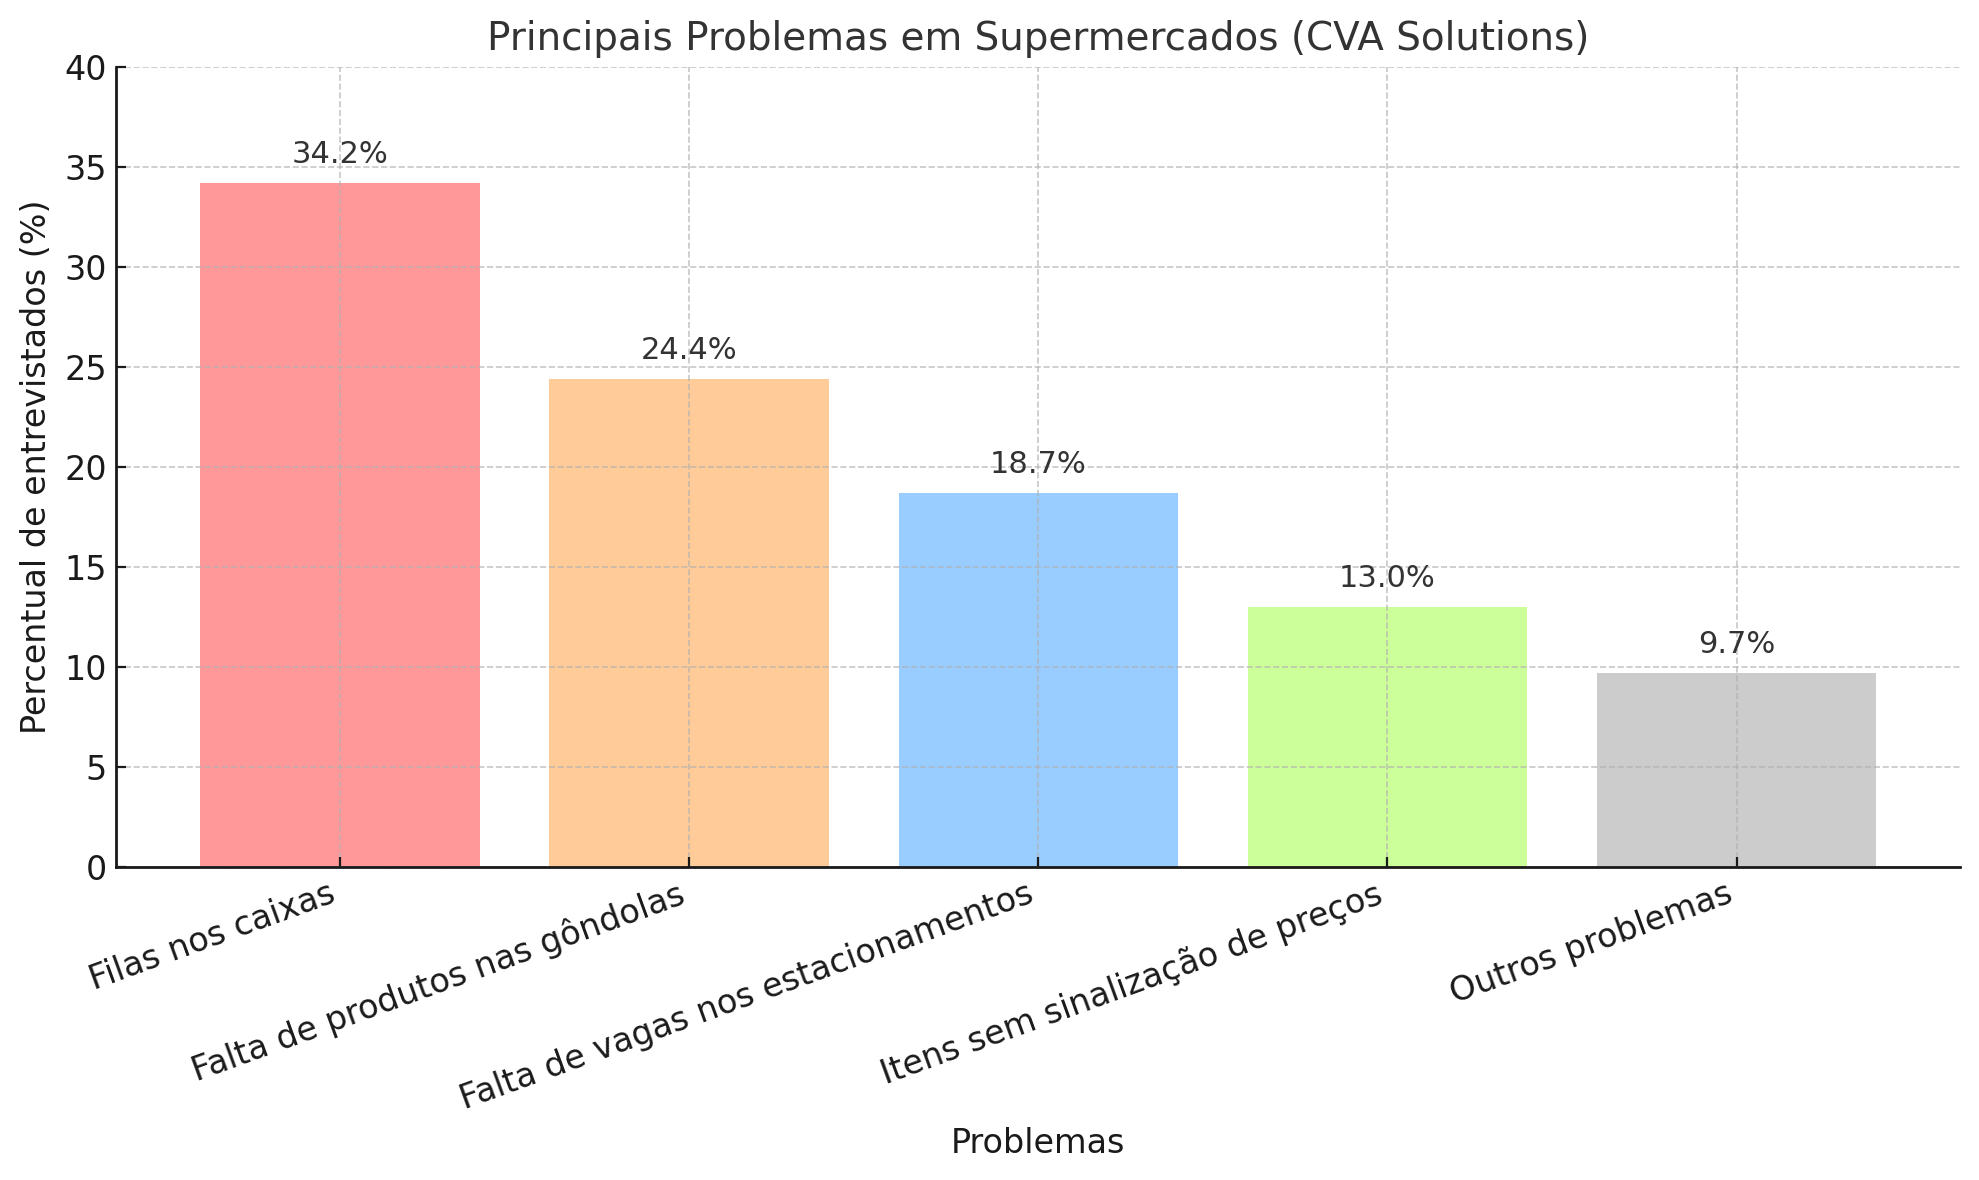 Principais Problemas em Supermercados (CVA Solutions)
Percentual de entrevistados (%)
40
35
30
25
20
15
10
5
0
34.2%
24.4%
18.7%
13.0%
9.7%
Filas nos caixas
Falta de produtos nas gôndolas
Falta de vagas nos estacionamentos
Itens sem sinalização de preços
Outros problemas
Problemas